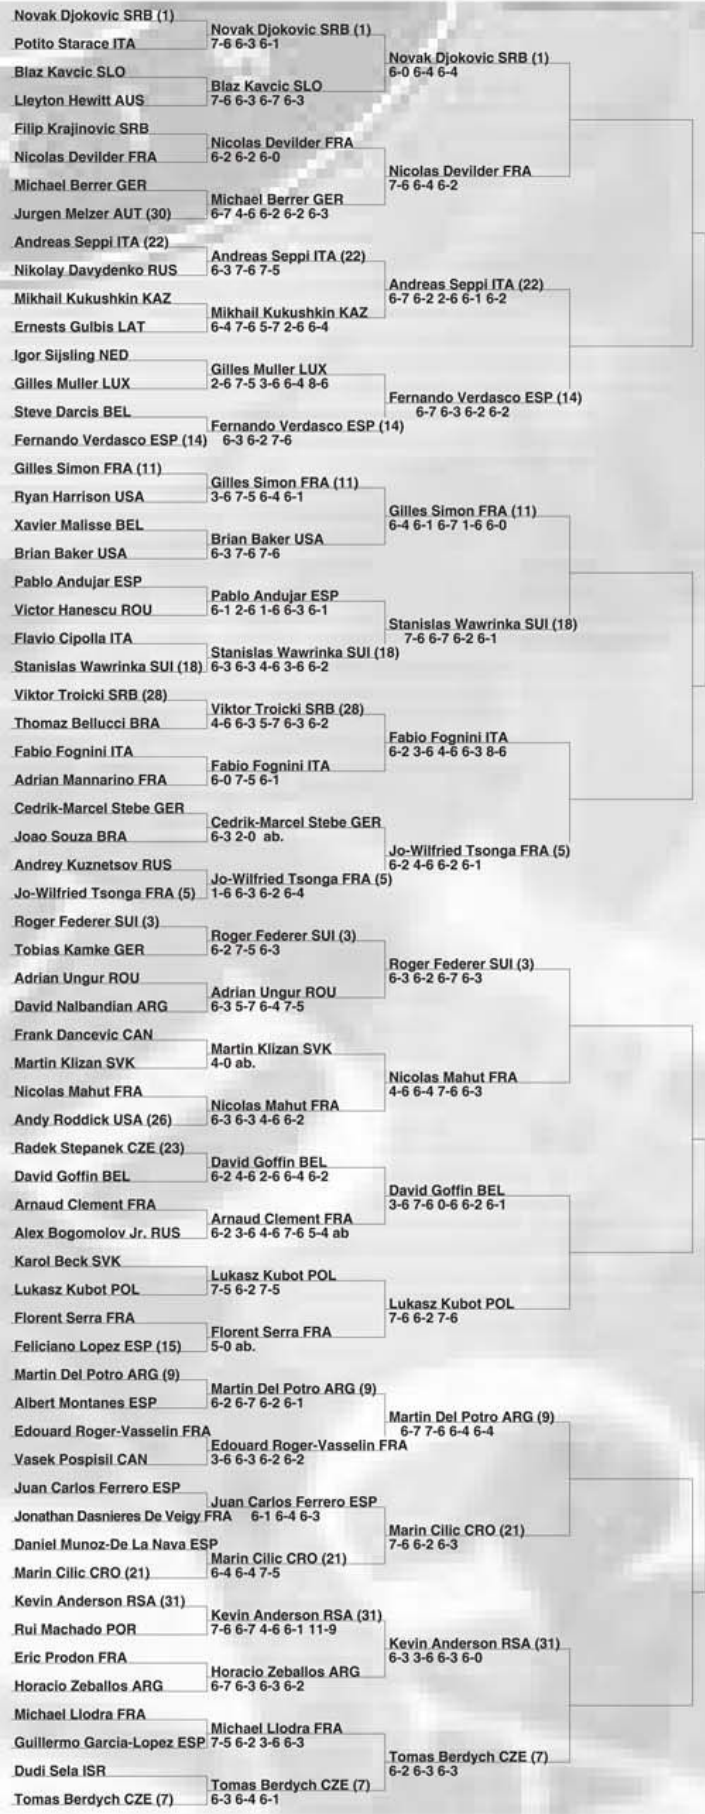 Novak Djokovic SRB (1)
Potito Starace ITA
Blaz Kavcic SLO
Lleyton Hewitt AUS
Filip Krajinovic SRB
Nicolas Devilder FRA
Michael Berrer GER
Jurgen Melzer AUT (30)
Andreas Seppi ITA (22)
Nikolay Davydenko RUS
Mikhail Kukushkin KAZ
Ernests Gulbis LAT
Igor Sijsling NED
Gilles Muller LUX
Steve Darcis BEL
Fernando Verdasco ESP (14)
Gilles Simon FRA (11)
Ryan Harrison USA
Xavier Malisse BEL
Brian Baker USA
Pablo Andujar ESP
Victor Hanescu ROU
Flavio Cipolla ITA
Stanislas Wawrinka SUI (18)
Viktor Troicki SRB (28)
Thomaz Bellucci BRA
Fabio Fognini ITA
Adrian Mannarino FRA
Cedrik-Marcel Stebe GER
Joao Souza BRA
Andrey Kuznetsov RUS
Jo-Wilfried Tsonga FRA (5)
Roger Federer SUI (3)
Tobias Kamke GER
Adrian Ungur ROU
David Nalbandian ARG
Frank Dancevic CAN
Martin Klizan SVK
Nicolas Mahut FRA
Andy Roddick USA (26)
Radek Stepanek CZE (23)
David Goffin BEL
Arnaud Clement FRA
Alex Bogomolov Jr. RUS
Karol Beck SVK
Lukasz Kubot POL
Florent Serra FRA
Feliciano Lopez ESP (15)
Martin Del Potro ARG (9)
Albert Montanes ESP
Edouard Roger-Vasselin FRA
Vasek Pospisil CAN
Juan Carlos Ferrero ESP
Jonathan Dasnieres De Veigy FRA
Daniel Munoz-De La Nava ESP
Marin Cilic CRO (21)
Kevin Anderson RSA (31)
Rui Machado POR
Eric Prodon FRA
Horacio Zeballos ARG
Michael Llodra FRA
Guillermo Garcia-Lopez ESP
Dudi Sela ISR
Tomas Berdych CZE (7)
Novak Djokovic SRB (1)
7-6 6-3 6-1
Blaz Kavcic SLO
7-6 6-3 6-7 6-3
Nicolas Devilder FRA
6-2 6-2 6-0
Michael Berrer GER
6-7 4-6 6-2 6-2 6-3
Andreas Seppi ITA (22)
6-3 7-6 7-5
Mikhail Kukushkin KAZ
6-4 7-6 5-7 2-6 6-4
Gilles Muller LUX
2-6 7-5 3-6 6-4 8-6
Fernando Verdasco ESP (14)
6-3 6-2 7-6
Gilles Simon FRA (11)
3-6 7-5 6-4 6-1
Brian Baker USA
6-3 7-6 7-6
Pablo Andujar ESP
6-1 2-6 1-6 6-3 6-1
Stanislas Wawrinka SUI (18)
6-3 6-3 4-6 3-6 6-2
Viktor Troicki SRB (28)
4-6 6-3 5-7 6-3 6-2
Fabio Fognini ITA
6-0 7-5 6-1
Cedrik-Marcel Stebe GER
6-3 2-0 ab.
Jo-Wilfried Tsonga FRA (5)
1-6 6-3 6-2 6-4
Roger Federer SUI (3)
6-2 7-5 6-3
Adrian Ungur ROU
6-3 5-7 6-4 7-5
Martin Klizan SVK
4-0 ab.
Nicolas Mahut FRA
6-3 6-3 4-6 6-2
David Goffin BEL
6-2 4-6 2-6 6-4 6-2
Arnaud Clement FRA
6-2 3-6 4-6 7-6 5-4 ab
Lukasz Kubot POL
7-5 6-2 7-5
Florent Serra FRA
5-0 ab.
Martin Del Potro ARG (9)
6-2 6-7 6-2 6-1
Edouard Roger-Vasselin FRA
3-6 6-3 6-2 6-2
Juan Carlos Ferrero ESP
6-1 6-4 6-3
Marin Cilic CRO (21)
6-4 6-4 7-5
Kevin Anderson RSA (31)
7-6 6-7 4-6 6-1 11-9
Horacio Zeballos ARG
6-7 6-3 6-3 6-2
Michael Llodra FRA
7-5 6-2 3-6 6-3
Tomas Berdych CZE (7)
6-3 6-4 6-1
Novak Djokovic SRB (1)
6-0 6-4 6-4
Nicolas Devilder FRA
7-6 6-4 6-2
Andreas Seppi ITA (22)
6-7 6-2 2-6 6-1 6-2
Fernando Verdasco ESP (14)
6-7 6-3 6-2 6-2
Gilles Simon FRA (11)
6-4 6-1 6-7 1-6 6-0
Stanislas Wawrinka SUI (18)
7-6 6-7 6-2 6-1
Fabio Fognini ITA
6-2 3-6 4-6 6-3 8-6
Jo-Wilfried Tsonga FRA (5)
6-2 4-6 6-2 6-1
Roger Federer SUI (3)
6-3 6-2 6-7 6-3
Nicolas Mahut FRA
4-6 6-4 7-6 6-3
David Goffin BEL
3-6 7-6 0-6 6-2 6-1
Lukasz Kubot POL
7-6 6-2 7-6
Martin Del Potro ARG (9)
6-7 7-6 6-4 6-4
Marin Cilic CRO (21)
7-6 6-2 6-3
Kevin Anderson RSA (31)
6-3 3-6 6-3 6-0
Tomas Berdych CZE (7)
6-2 6-3 6-3